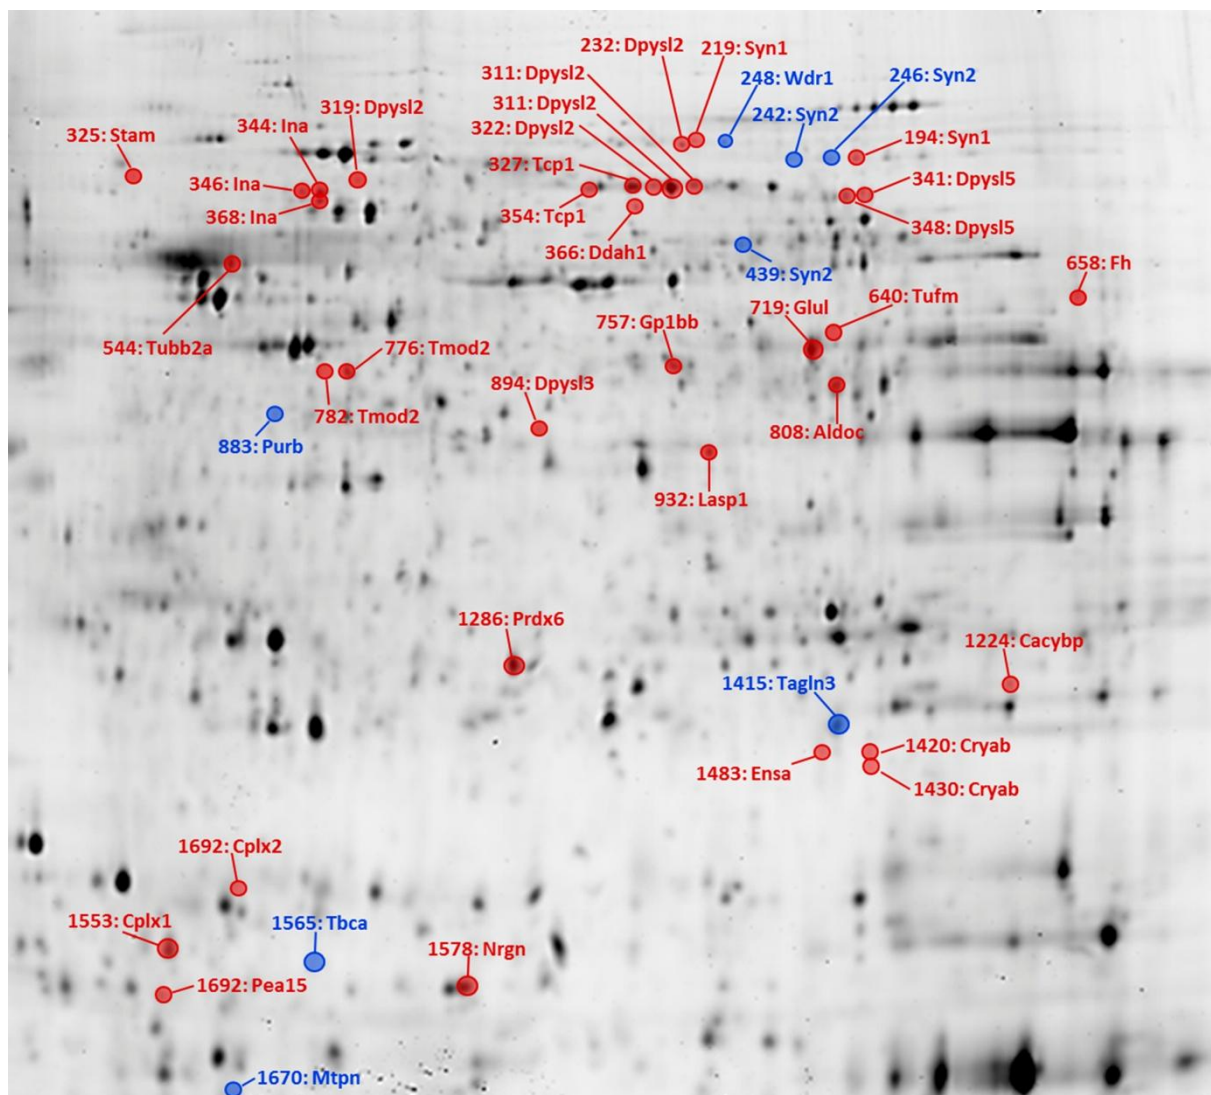 232: Dpysl2
219: Syn1
311: Dpysl2
248: Wdr1
246: Syn2
319: Dpysl2
311: Dpysl2
242: Syn2
325: Stam
344: Ina
322: Dpysl2
194: Syn1
327: Tcp1
346: Ina
341: Dpysl5
368: Ina
354: Tcp1
348: Dpysl5
366: Ddah1
658: Fh
439: Syn2
640: Tufm
719: Glul
757: Gp1bb
544: Tubb2a
776: Tmod2
894: Dpysl3
782: Tmod2
808: Aldoc
883: Purb
932: Lasp1
1286: Prdx6
1224: Cacybp
1415: Tagln3
1420: Cryab
1483: Ensa
1430: Cryab
1692: Cplx2
1553: Cplx1
1565: Tbca
1578: Nrgn
1692: Pea15
1670: Mtpn